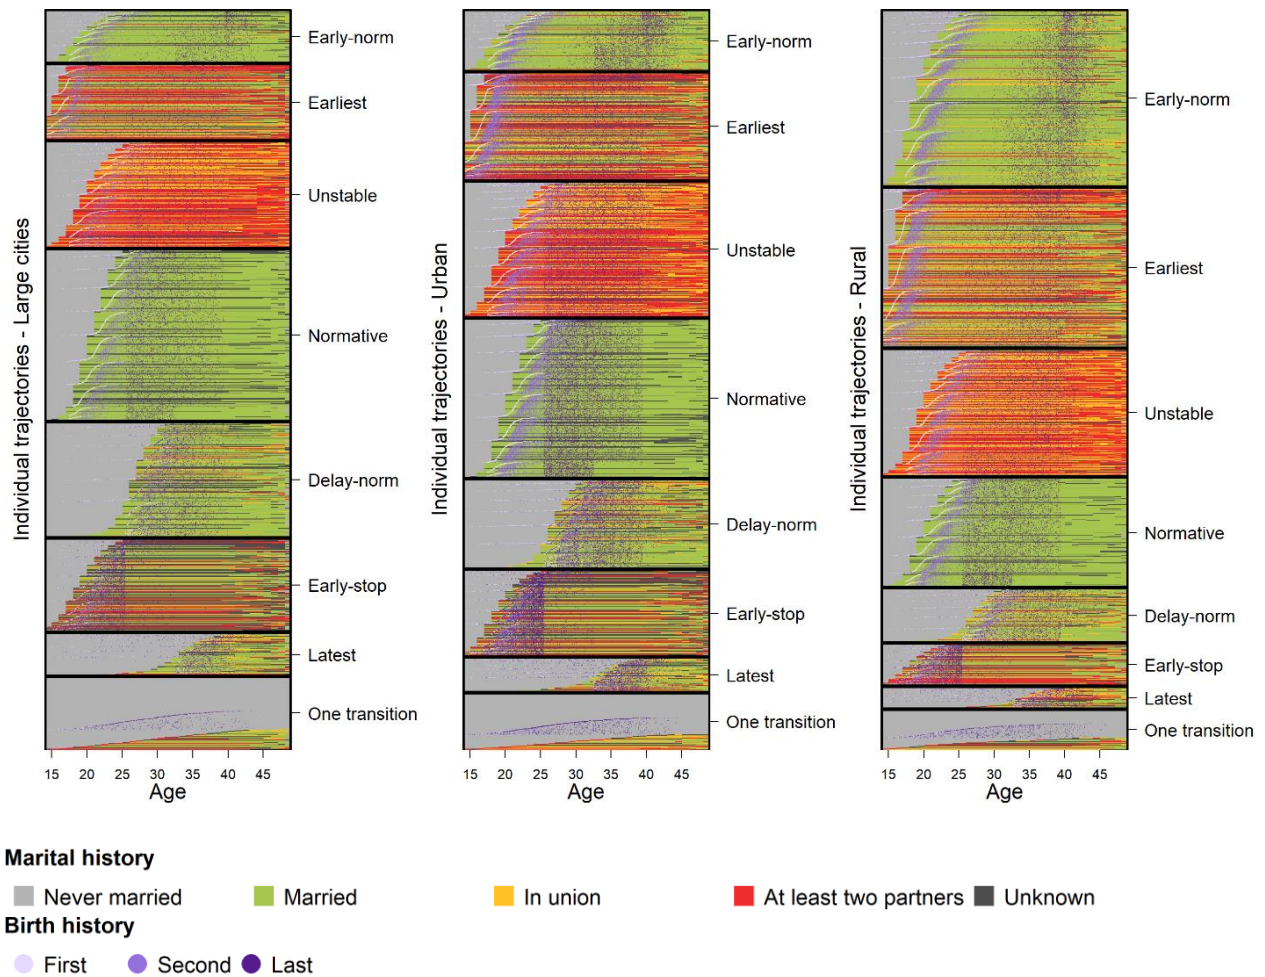 Individual trajectories - Large cities
Early-norm
Earliest
Unstable
Normative
Delay-norm
Early-stop
Latest
One transition
15 20 25 30 35 40 45
Age
Individual trajectories - Urban
Early-norm
Earliest
Unstable
Normative
Delay-norm
Early-stop
Latest
One transition
15 20 25 30 35 40 45
Age
Individual trajectories - Rural
Early-norm
Earliest
Unstable
Normative
Delay-norm
Early-stop
Latest
One transition
15 20 25 30 35 40 45
Age
Marital history
Never married Married In union At least two partners Unknown
Birth history
First Second Last